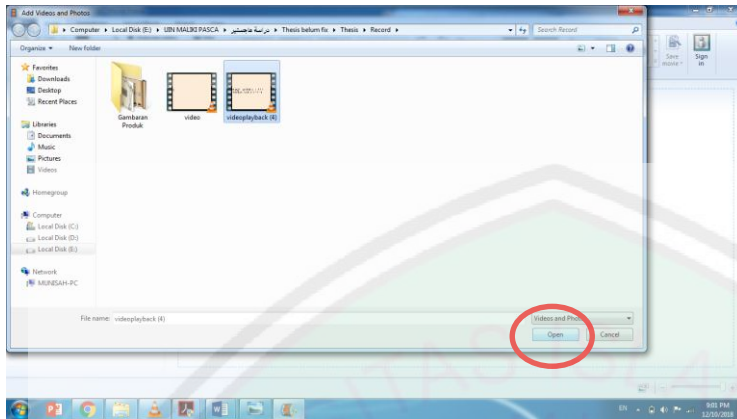 Add Videos and Photos
Computer ▸ Local Disk (E:) ▸ UIN MALIKI PASCA ▸ دراسة ماجستير ▸ Thesis belum fix ▸ Thesis ▸ Record ▸
Search Record
Organize ▾ New folder
Save movie
Sign in
Favorites
Downloads
Desktop
Recent Places
Libraries
Documents
Music
Pictures
Videos
Homegroup
Computer
Local Disk (C:)
Local Disk (D:)
Local Disk (E:)
Network
MUNISAH-PC
Gambaran Produk
video
videoplayback (4)
File name: videoplayback (4)
Videos and Photos
Open
Cancel
EN
9:01 PM
12/10/2018